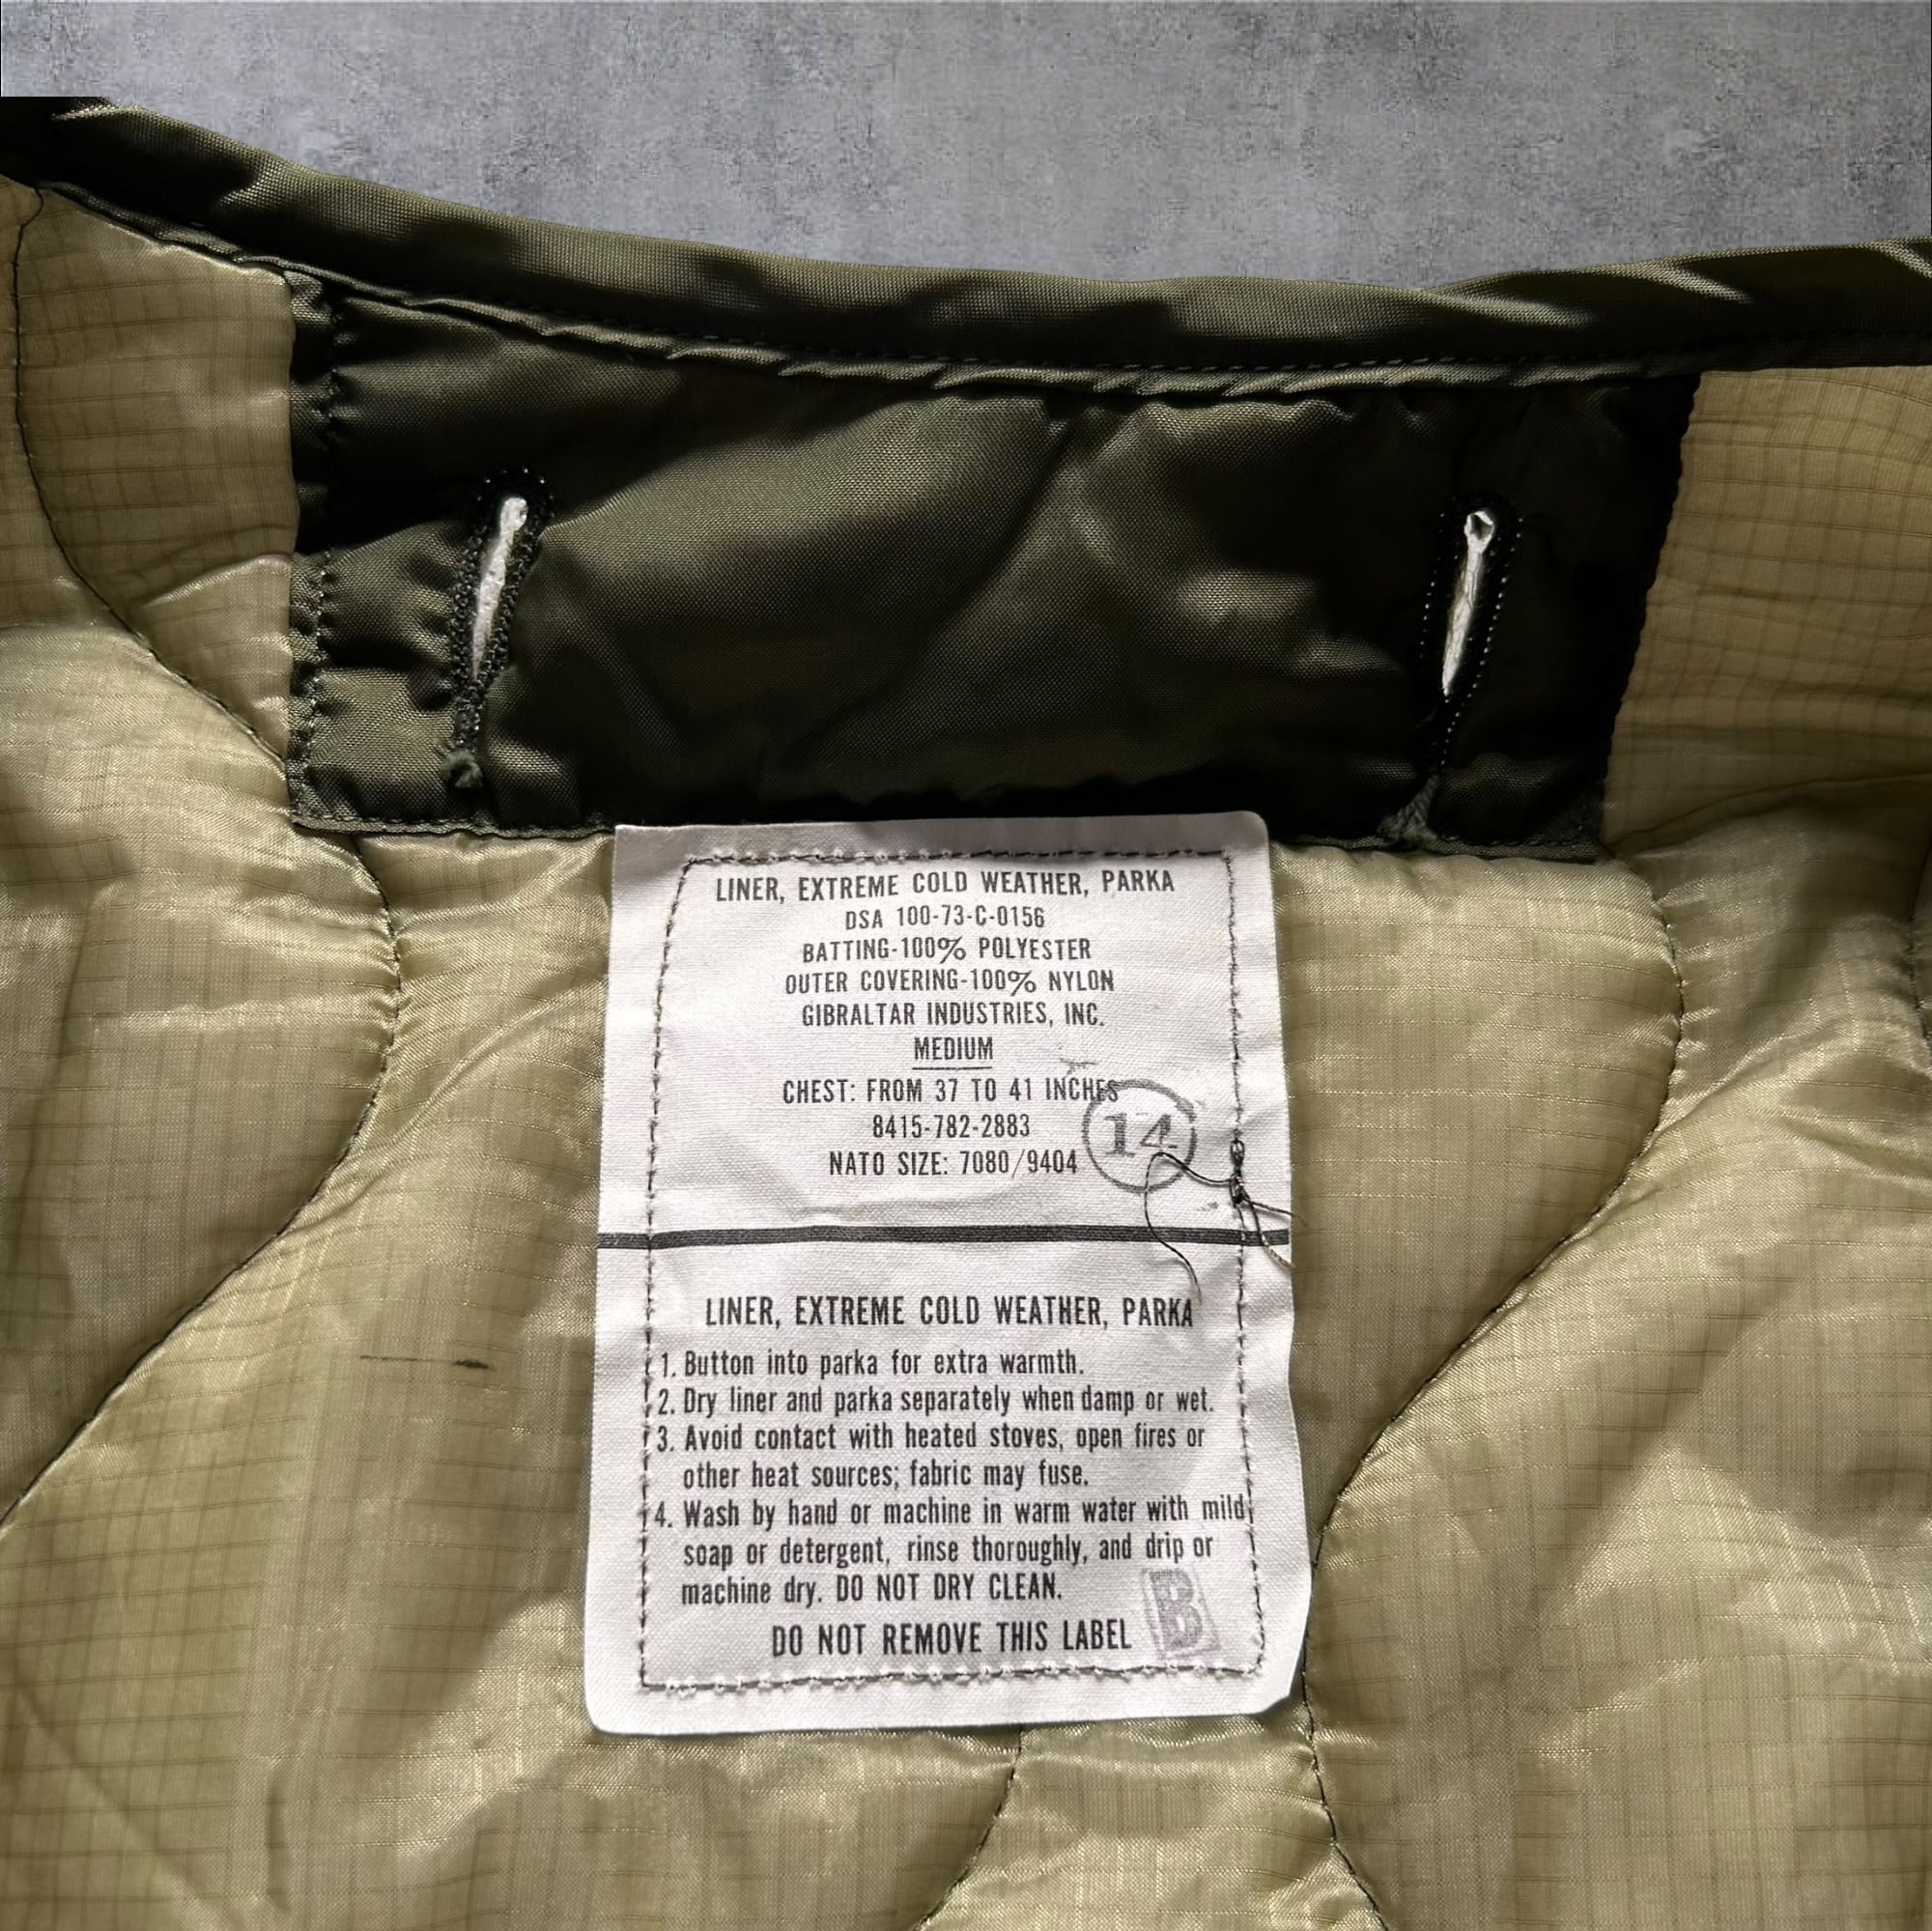 LINER, EXTREME COLD WEATHER, PARKA
DSA 100-73-C-0156
BATTING-100% POLYESTER
OUTER COVERING-100% NYLON
GIBRALTAR INDUSTRIES, INC.
MEDIUM
CHEST: FROM 37 TO 41 INCHES
8415-782-2883
14
NATO SIZE: 7080/9404
LINER, EXTREME COLD WEATHER, PARKA
1. Button into parka for extra warmth.
2. Dry liner and parka separately when damp or wet.
3. Avoid contact with heated stoves, open fires or
other heat sources; fabric may fuse.
4. Wash by hand or machine in warm water with mild
soap or detergent, rinse thoroughly, and drip or
machine dry. DO NOT DRY CLEAN.
DO NOT REMOVE THIS LABEL